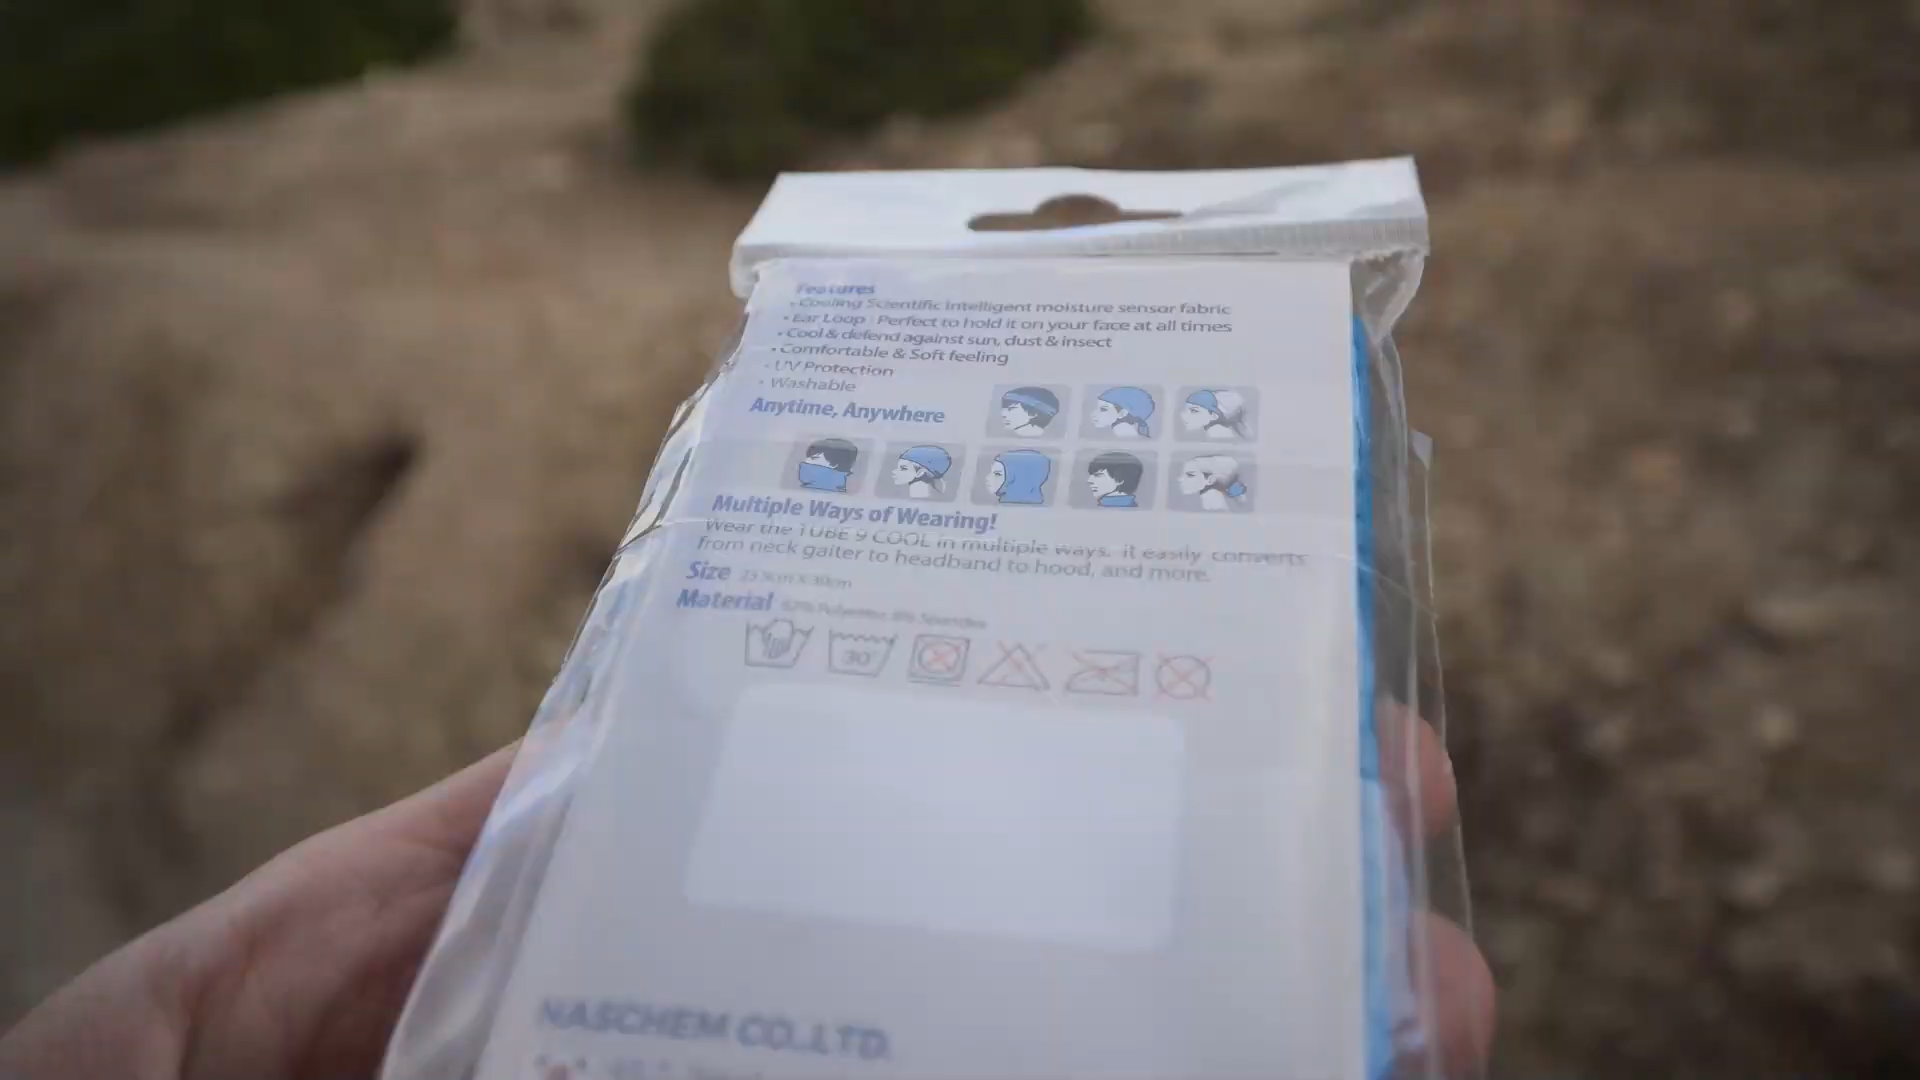 Features
• Cooling Scientific Intelligent moisture sensor fabric
• Ear Loop : Perfect to hold it on your face at all times
• Cool & defend against sun, dust & insect
• Comfortable & Soft feeling
• UV Protection
• Washable
Anytime, Anywhere
Multiple Ways of Wearing!
Wear the TUBE 9 COOL in multiple ways. It easily converts
from neck gaiter to headband to hood, and more.
Size
Material
30
NASCHEM CO.,LTD.